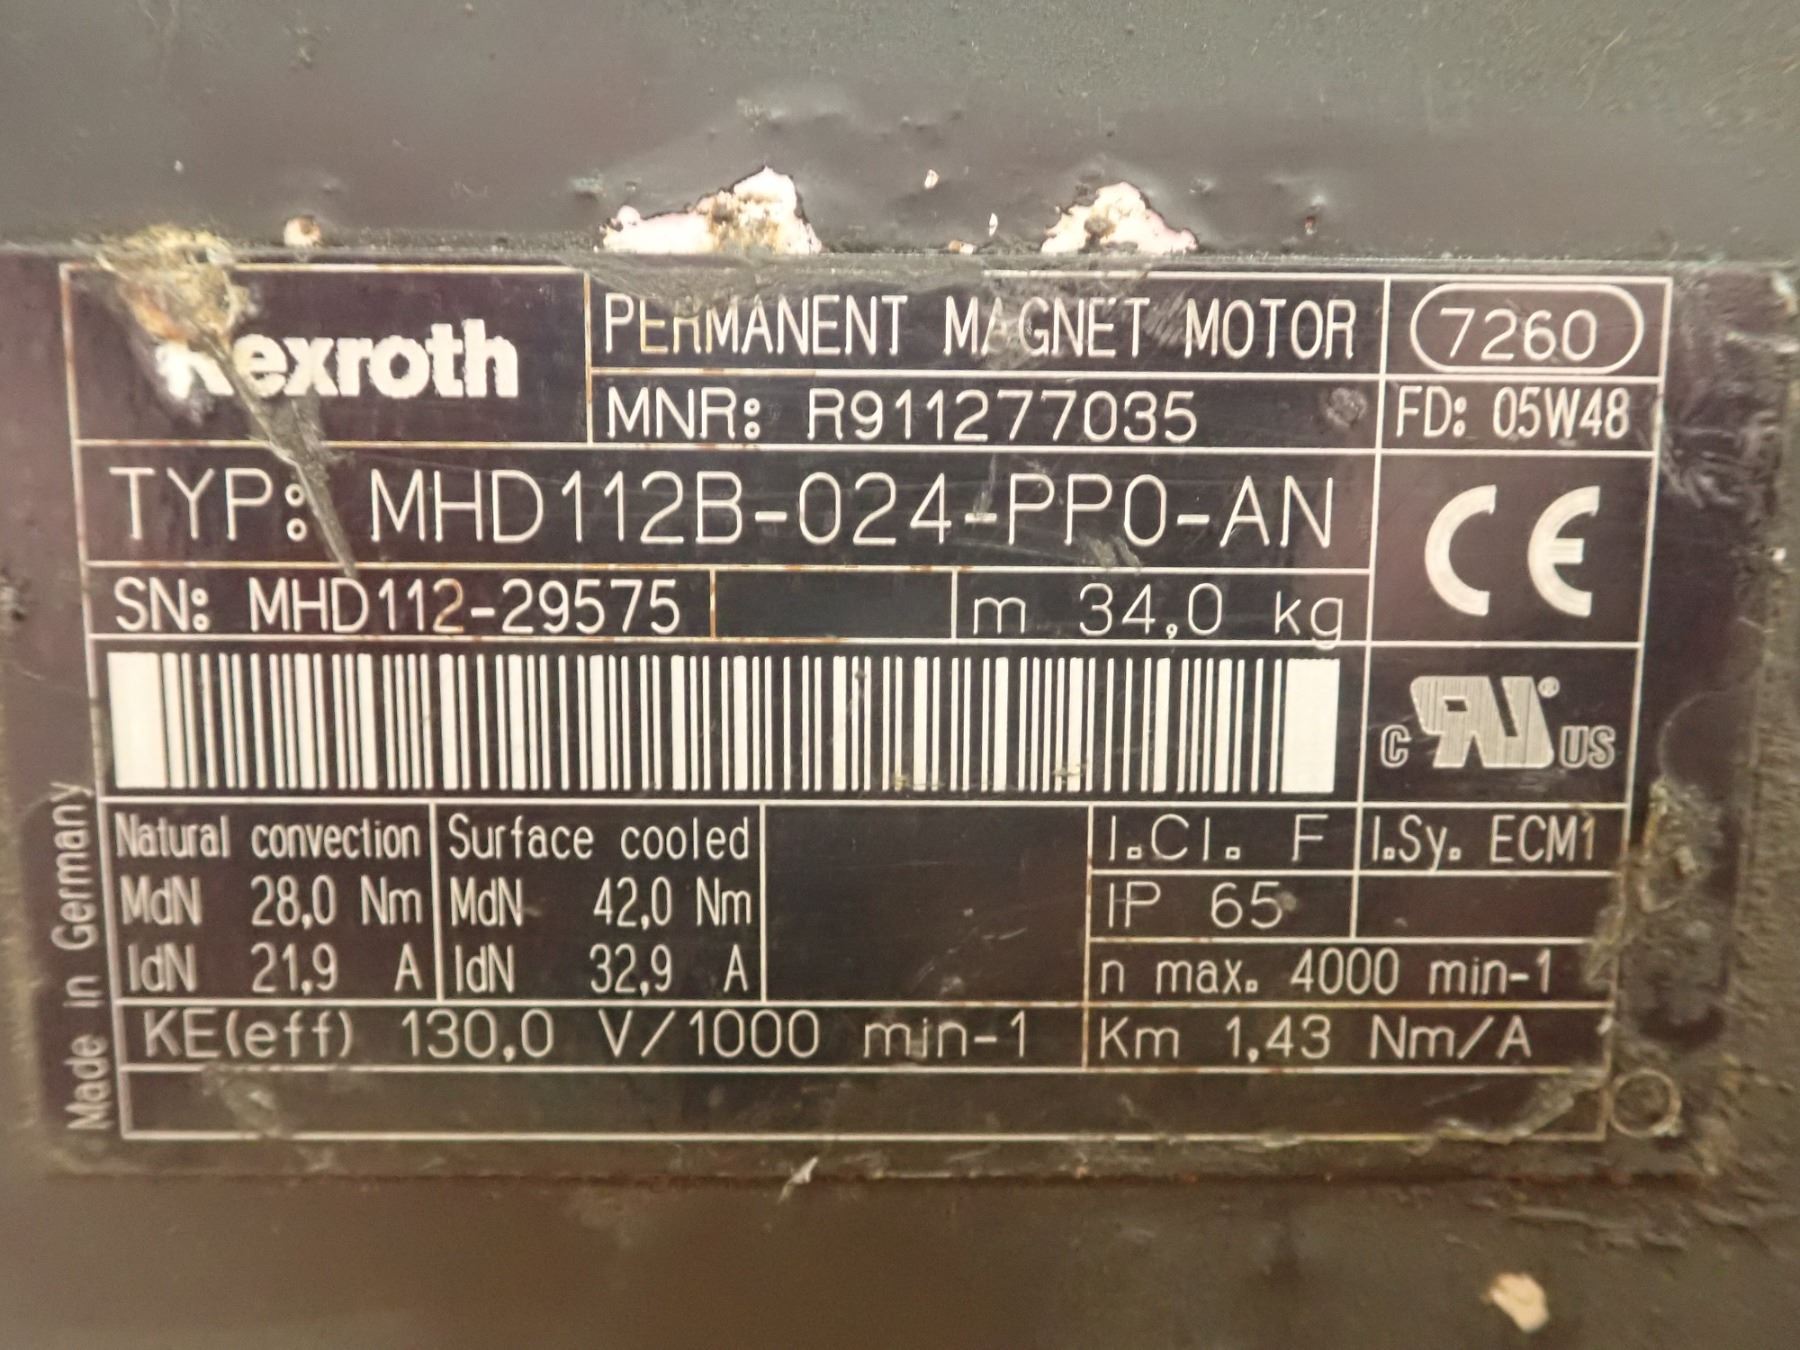 Rexroth
PERMANENT MAGNET MOTOR
7260
MNR: R911277035
FD: 05W48
TYP: MHD112B-024-PP0-AN
CE
SN: MHD112-29575
m 34,0 kg
c RU ® US
Natural convection
MdN 28,0 Nm
IdN 21,9 A
Surface cooled
MdN 42,0 Nm
IdN 32,9 A
I.Cl. F
I.Sy. ECM1
IP 65
n max. 4000 min-1
KE(eff) 130,0 V/1000 min-1
Km 1,43 Nm/A
Made in Germany